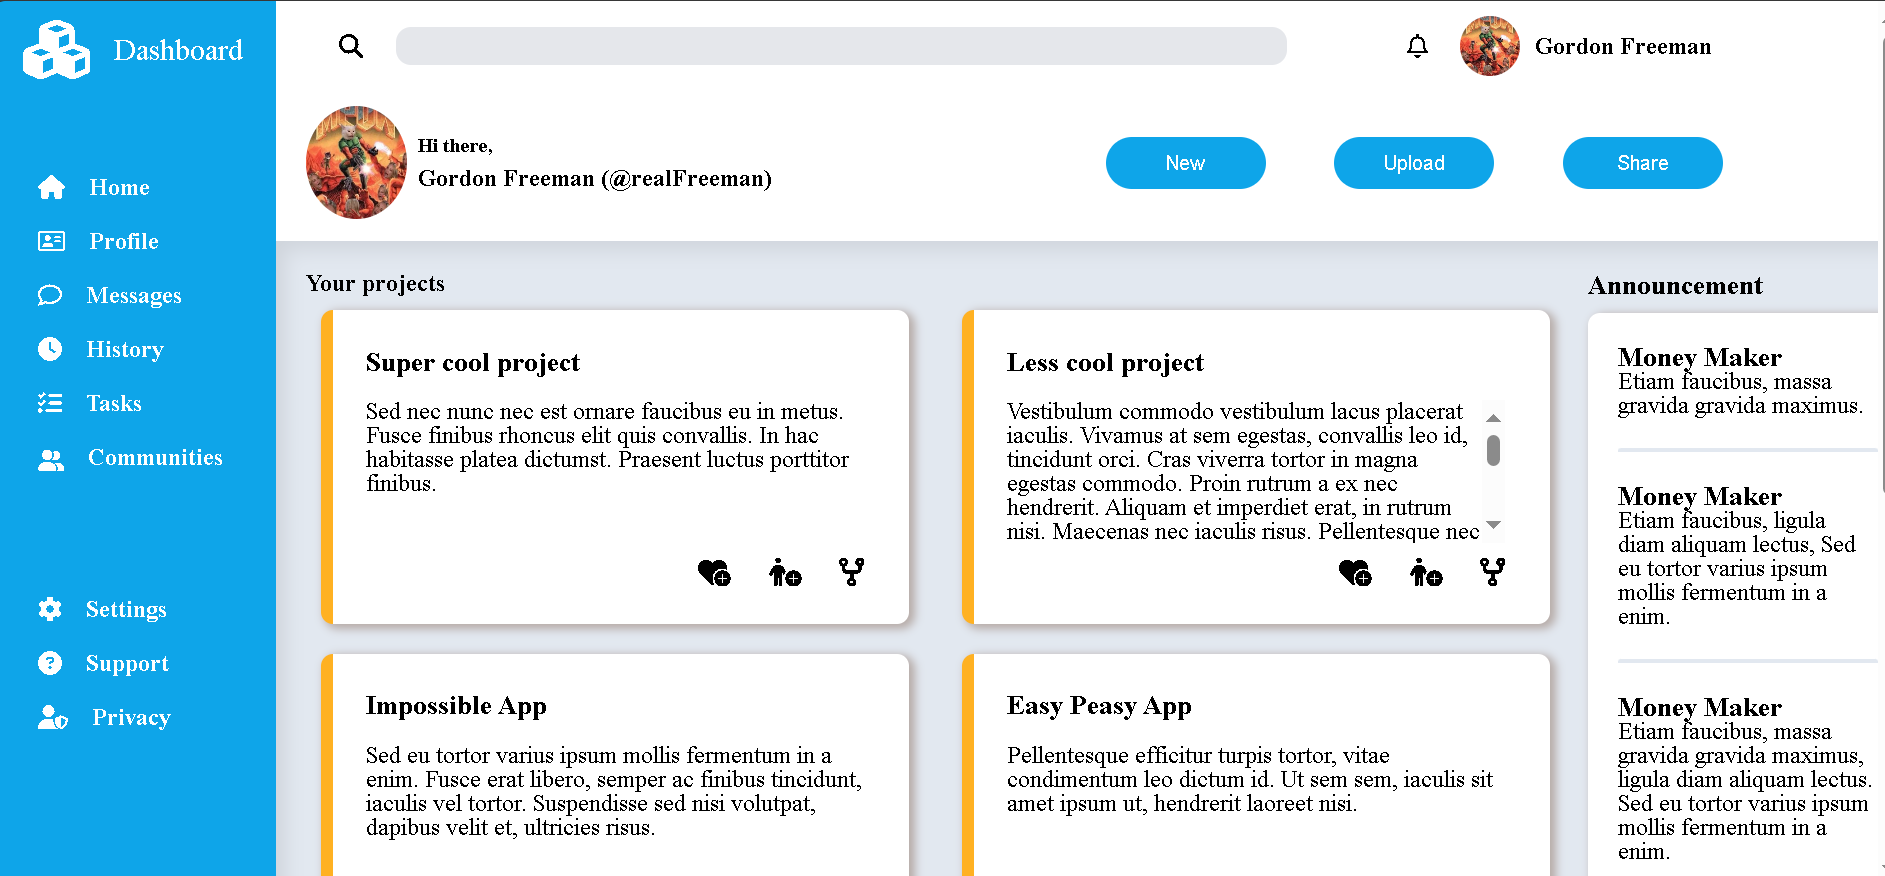 Dashboard
Gordon Freeman
Hi there,
Gordon Freeman (@realFreeman)
New
Upload
Share
Home
Profile
Messages
History
Tasks
Communities
Settings
Support
Privacy
Your projects
Super cool project
Sed nec nunc nec est ornare faucibus eu in metus.
Fusce finibus rhoncus elit quis convallis. In hac
habitasse platea dictumst. Praesent luctus porttitor
finibus.
Less cool project
Vestibulum commodo vestibulum lacus placerat
iaculis. Vivamus at sem egestas, convallis leo id,
tincidunt orci. Cras viverra tortor in magna
egestas commodo. Proin rutrum a ex nec
hendrerit. Aliquam et imperdiet erat, in rutrum
nisi. Maecenas nec iaculis risus. Pellentesque nec
Impossible App
Sed eu tortor varius ipsum mollis fermentum in a
enim. Fusce erat libero, semper ac finibus tincidunt,
iaculis vel tortor. Suspendisse sed nisi volutpat,
dapibus velit et, ultricies risus.
Easy Peasy App
Pellentesque efficitur turpis tortor, vitae
condimentum leo dictum id. Ut sem sem, iaculis sit
amet ipsum ut, hendrerit laoreet nisi.
Announcement
Money Maker
Etiam faucibus, massa
gravida gravida maximus.
Money Maker
Etiam faucibus, ligula
diam aliquam lectus, Sed
eu tortor varius ipsum
mollis fermentum in a
enim.
Money Maker
Etiam faucibus, massa
gravida gravida maximus,
ligula diam aliquam lectus.
Sed eu tortor varius ipsum
mollis fermentum in a
enim.